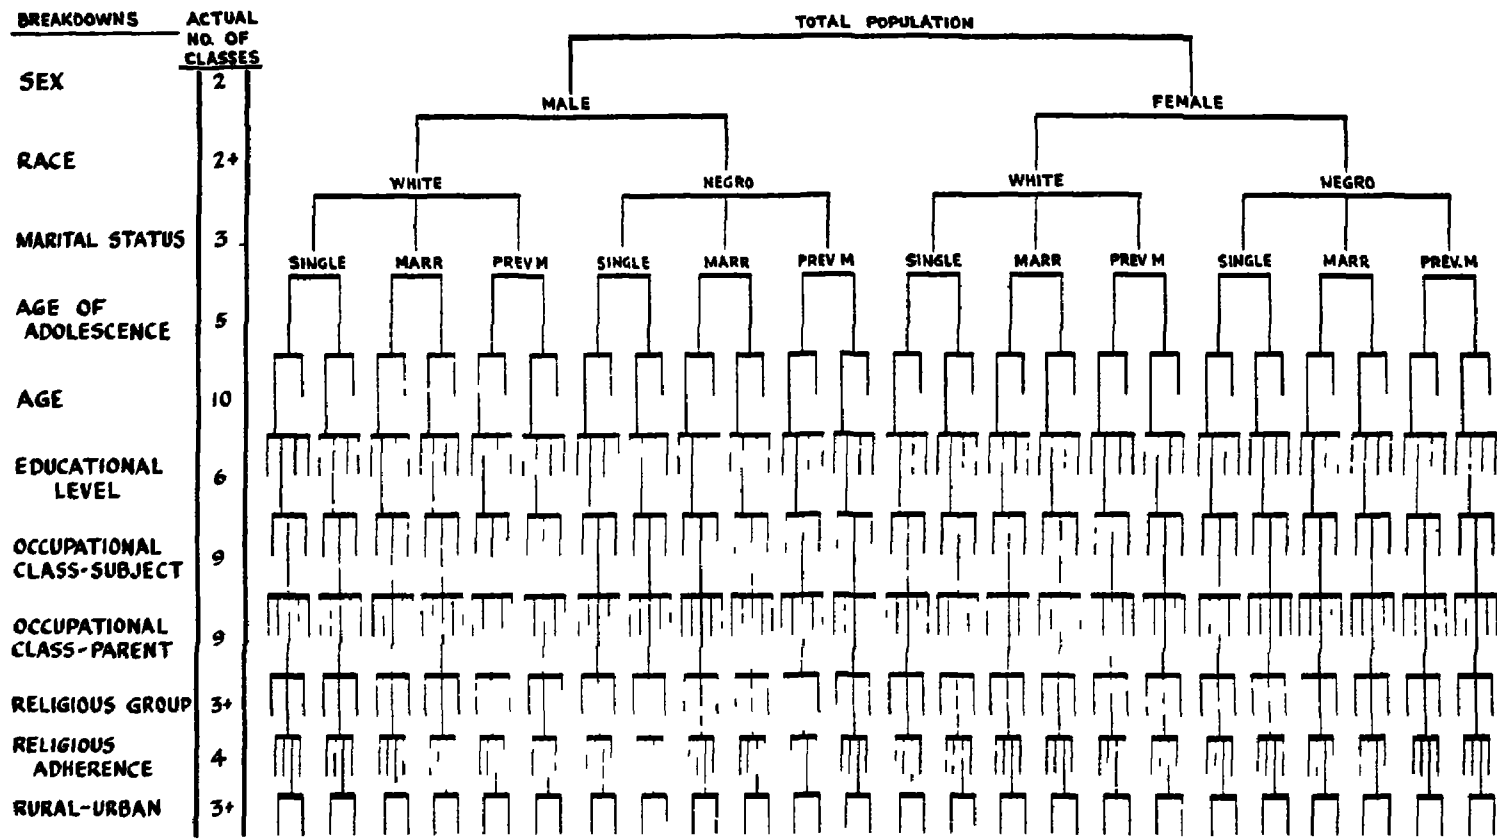 BREAKDOWNS
ACTUAL
NO. OF
CLASSES
TOTAL POPULATION
SEX 2
MALE FEMALE
RACE 2+
WHITE NEGRO WHITE NEGRO
MARITAL STATUS 3
SINGLE MARR PREV M SINGLE MARR PREV M SINGLE MARR PREV M SINGLE MARR PREV. M
AGE OF
ADOLESCENCE 5
AGE 10
EDUCATIONAL
LEVEL 6
OCCUPATIONAL
CLASS-SUBJECT 9
OCCUPATIONAL
CLASS-PARENT 9
RELIGIOUS GROUP 3+
RELIGIOUS
ADHERENCE 4
RURAL-URBAN 3+